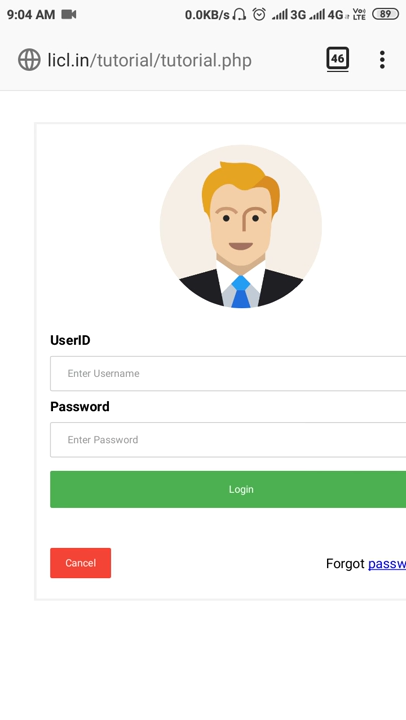 9:04 AM 0.0KB/s 3G 4G Vo) LTE 89
licl.in/tutorial/tutorial.php 46
UserID
Enter Username
Password
Enter Password
Login
Cancel Forgot passw